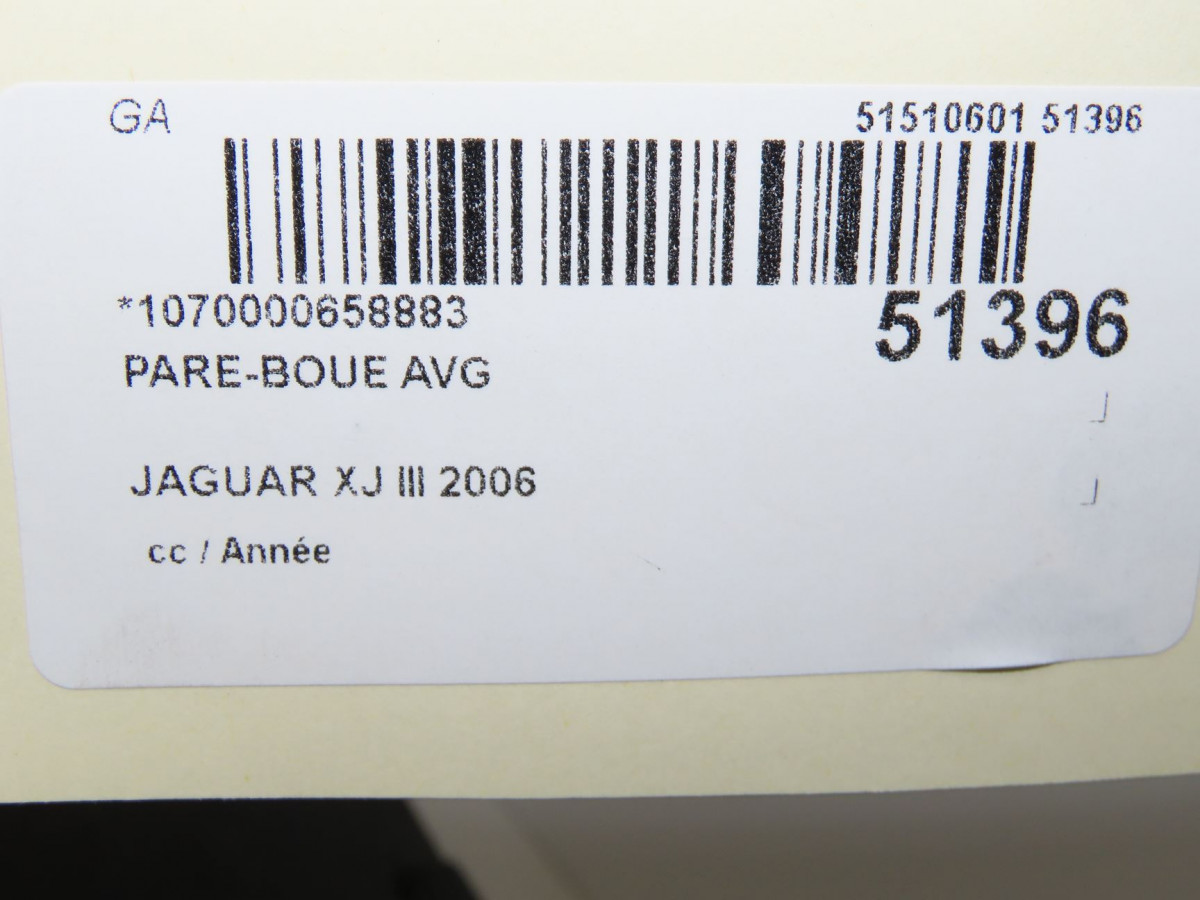 GA
51510601 51396
*1070000658883
51396
PARE-BOUE AVG
JAGUAR XJ III 2006
cc / Année